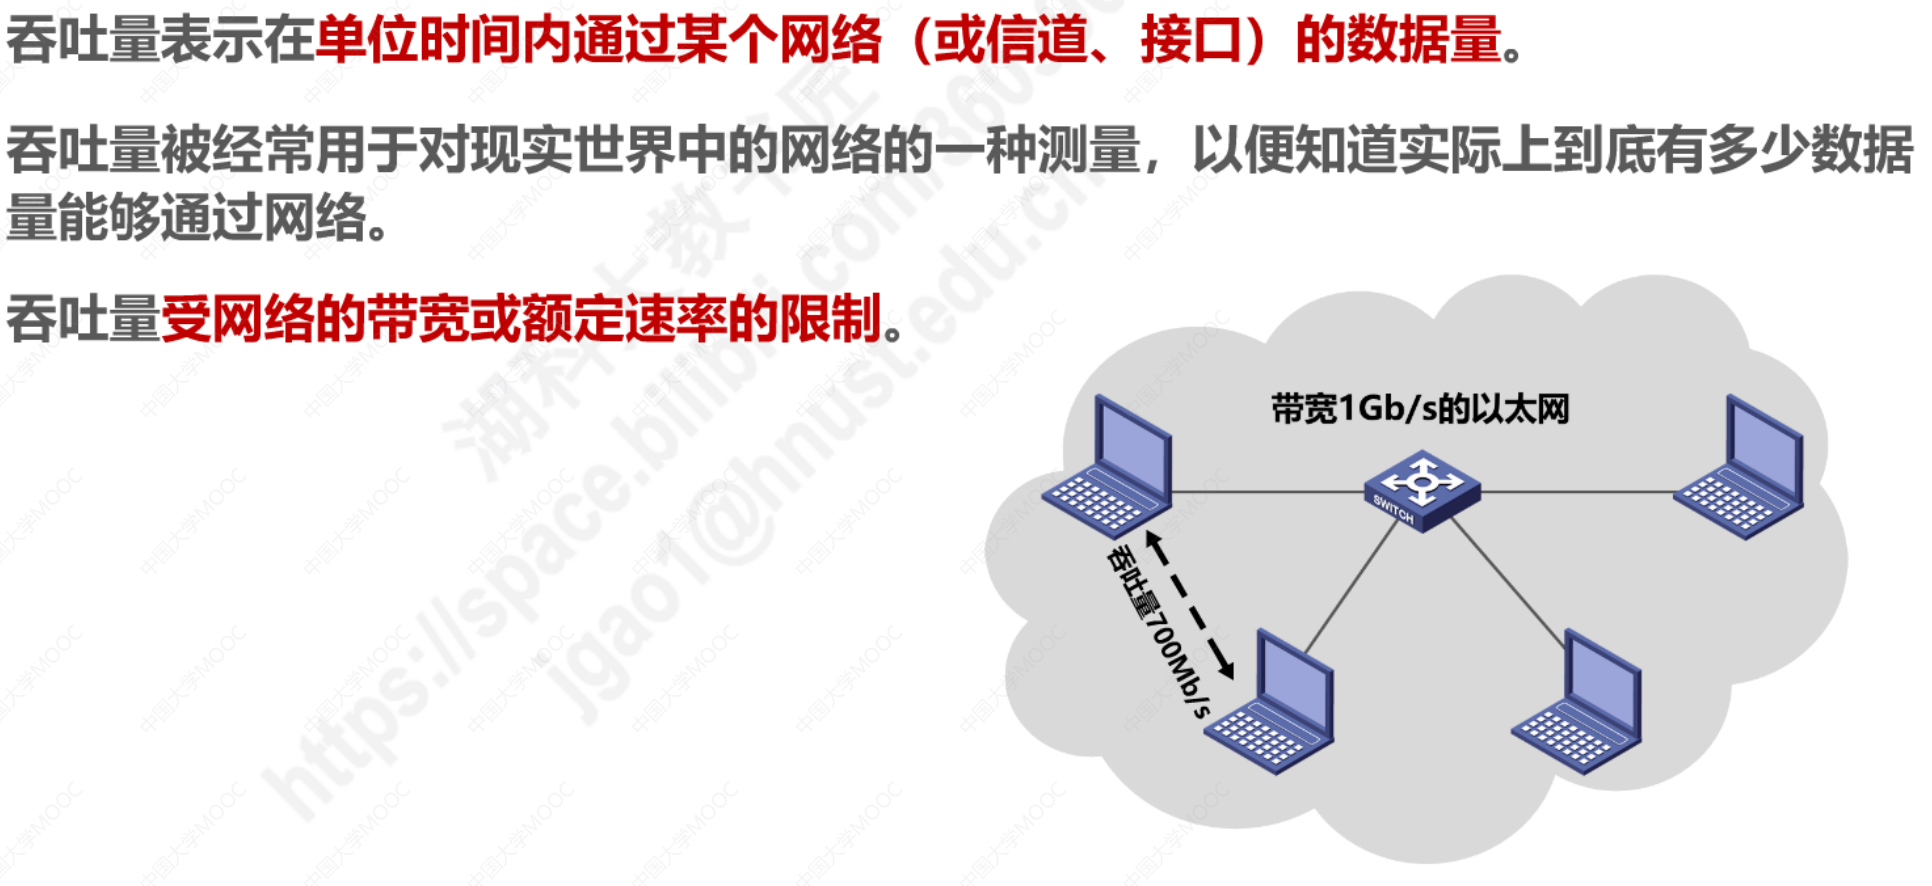 吞吐量表示在单位时间内通过某个网络（或信道、接口）的数据量。
吞吐量被经常用于对现实世界中的网络的一种测量，以便知道实际上到底有多少数据
量能够通过网络。
吞吐量受网络的带宽或额定速率的限制。
带宽1Gb/s的以太网
SWITCH
吞吐量700Mb/s
湖科大教书匠
https://space.bilibili.com/3603
jgao1@hnust.edu.cn
中国大学MOOC